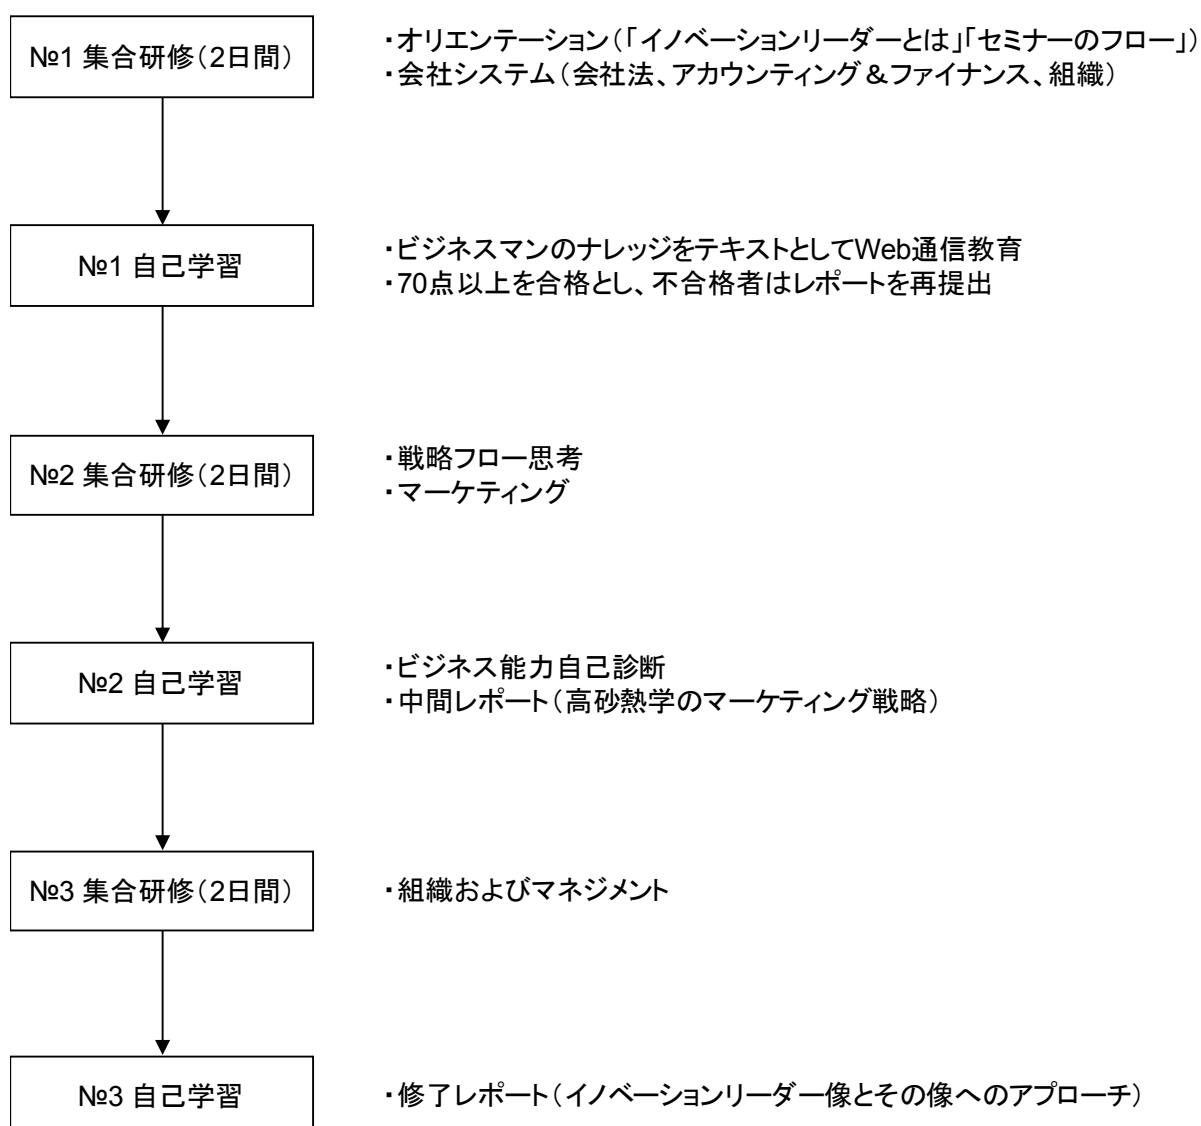 №1 集合研修(2日間)
・オリエンテーション(「イノベーションリーダーとは」「セミナーのフロー」)
・会社システム(会社法、アカウンティング&ファイナンス、組織)
№1 自己学習
・ビジネスマンのナレッジをテキストとしてWeb通信教育
・70点以上を合格とし、不合格者はレポートを再提出
№2 集合研修(2日間)
・戦略フロー思考
・マーケティング
№2 自己学習
・ビジネス能力自己診断
・中間レポート(高砂熱学のマーケティング戦略)
№3 集合研修(2日間)
・組織およびマネジメント
№3 自己学習
・修了レポート(イノベーションリーダー像とその像へのアプローチ)